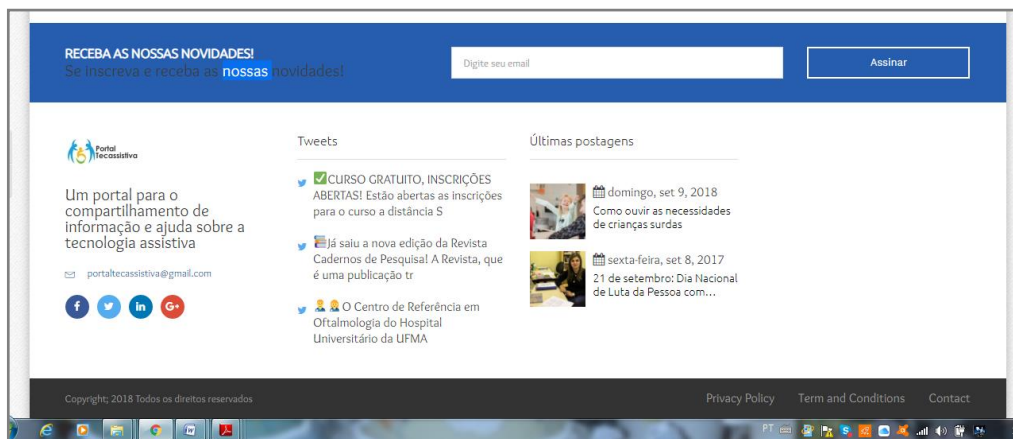 RECEBA AS NOSSAS NOVIDADES!
Se inscreva e receba as nossas novidades!
Digite seu email
Assinar
Portal
Tecassistiva
Um portal para o
compartilhamento de
informação e ajuda sobre a
tecnologia assistiva
portaltecassistiva@gmail.com
f
in
G+
Tweets
✅CURSO GRATUITO, INSCRIÇÕES
ABERTAS! Estão abertas as inscrições
para o curso a distância S
Já saiu a nova edição da Revista
Cadernos de Pesquisa! A Revista, que
é uma publicação tr
O Centro de Referência em
Oftalmologia do Hospital
Universitário da UFMA
Últimas postagens
domingo, set 9, 2018
Como ouvir as necessidades
de crianças surdas
sexta-feira, set 8, 2017
21 de setembro: Dia Nacional
de Luta da Pessoa com...
Copyright; 2018 Todos os direitos reservados
Privacy Policy
Term and Conditions
Contact
PT